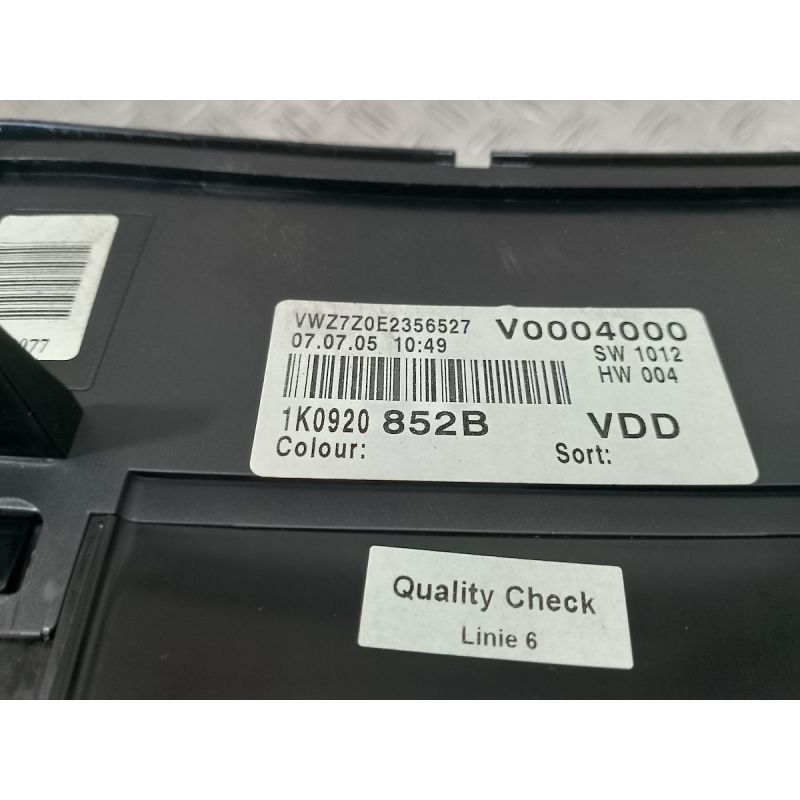 077
VWZ7Z0E2356527 V0004000
07.07.05 10:49 SW 1012
HW 004
1K0920 852B VDD
Colour: Sort:
Quality Check
Linie 6